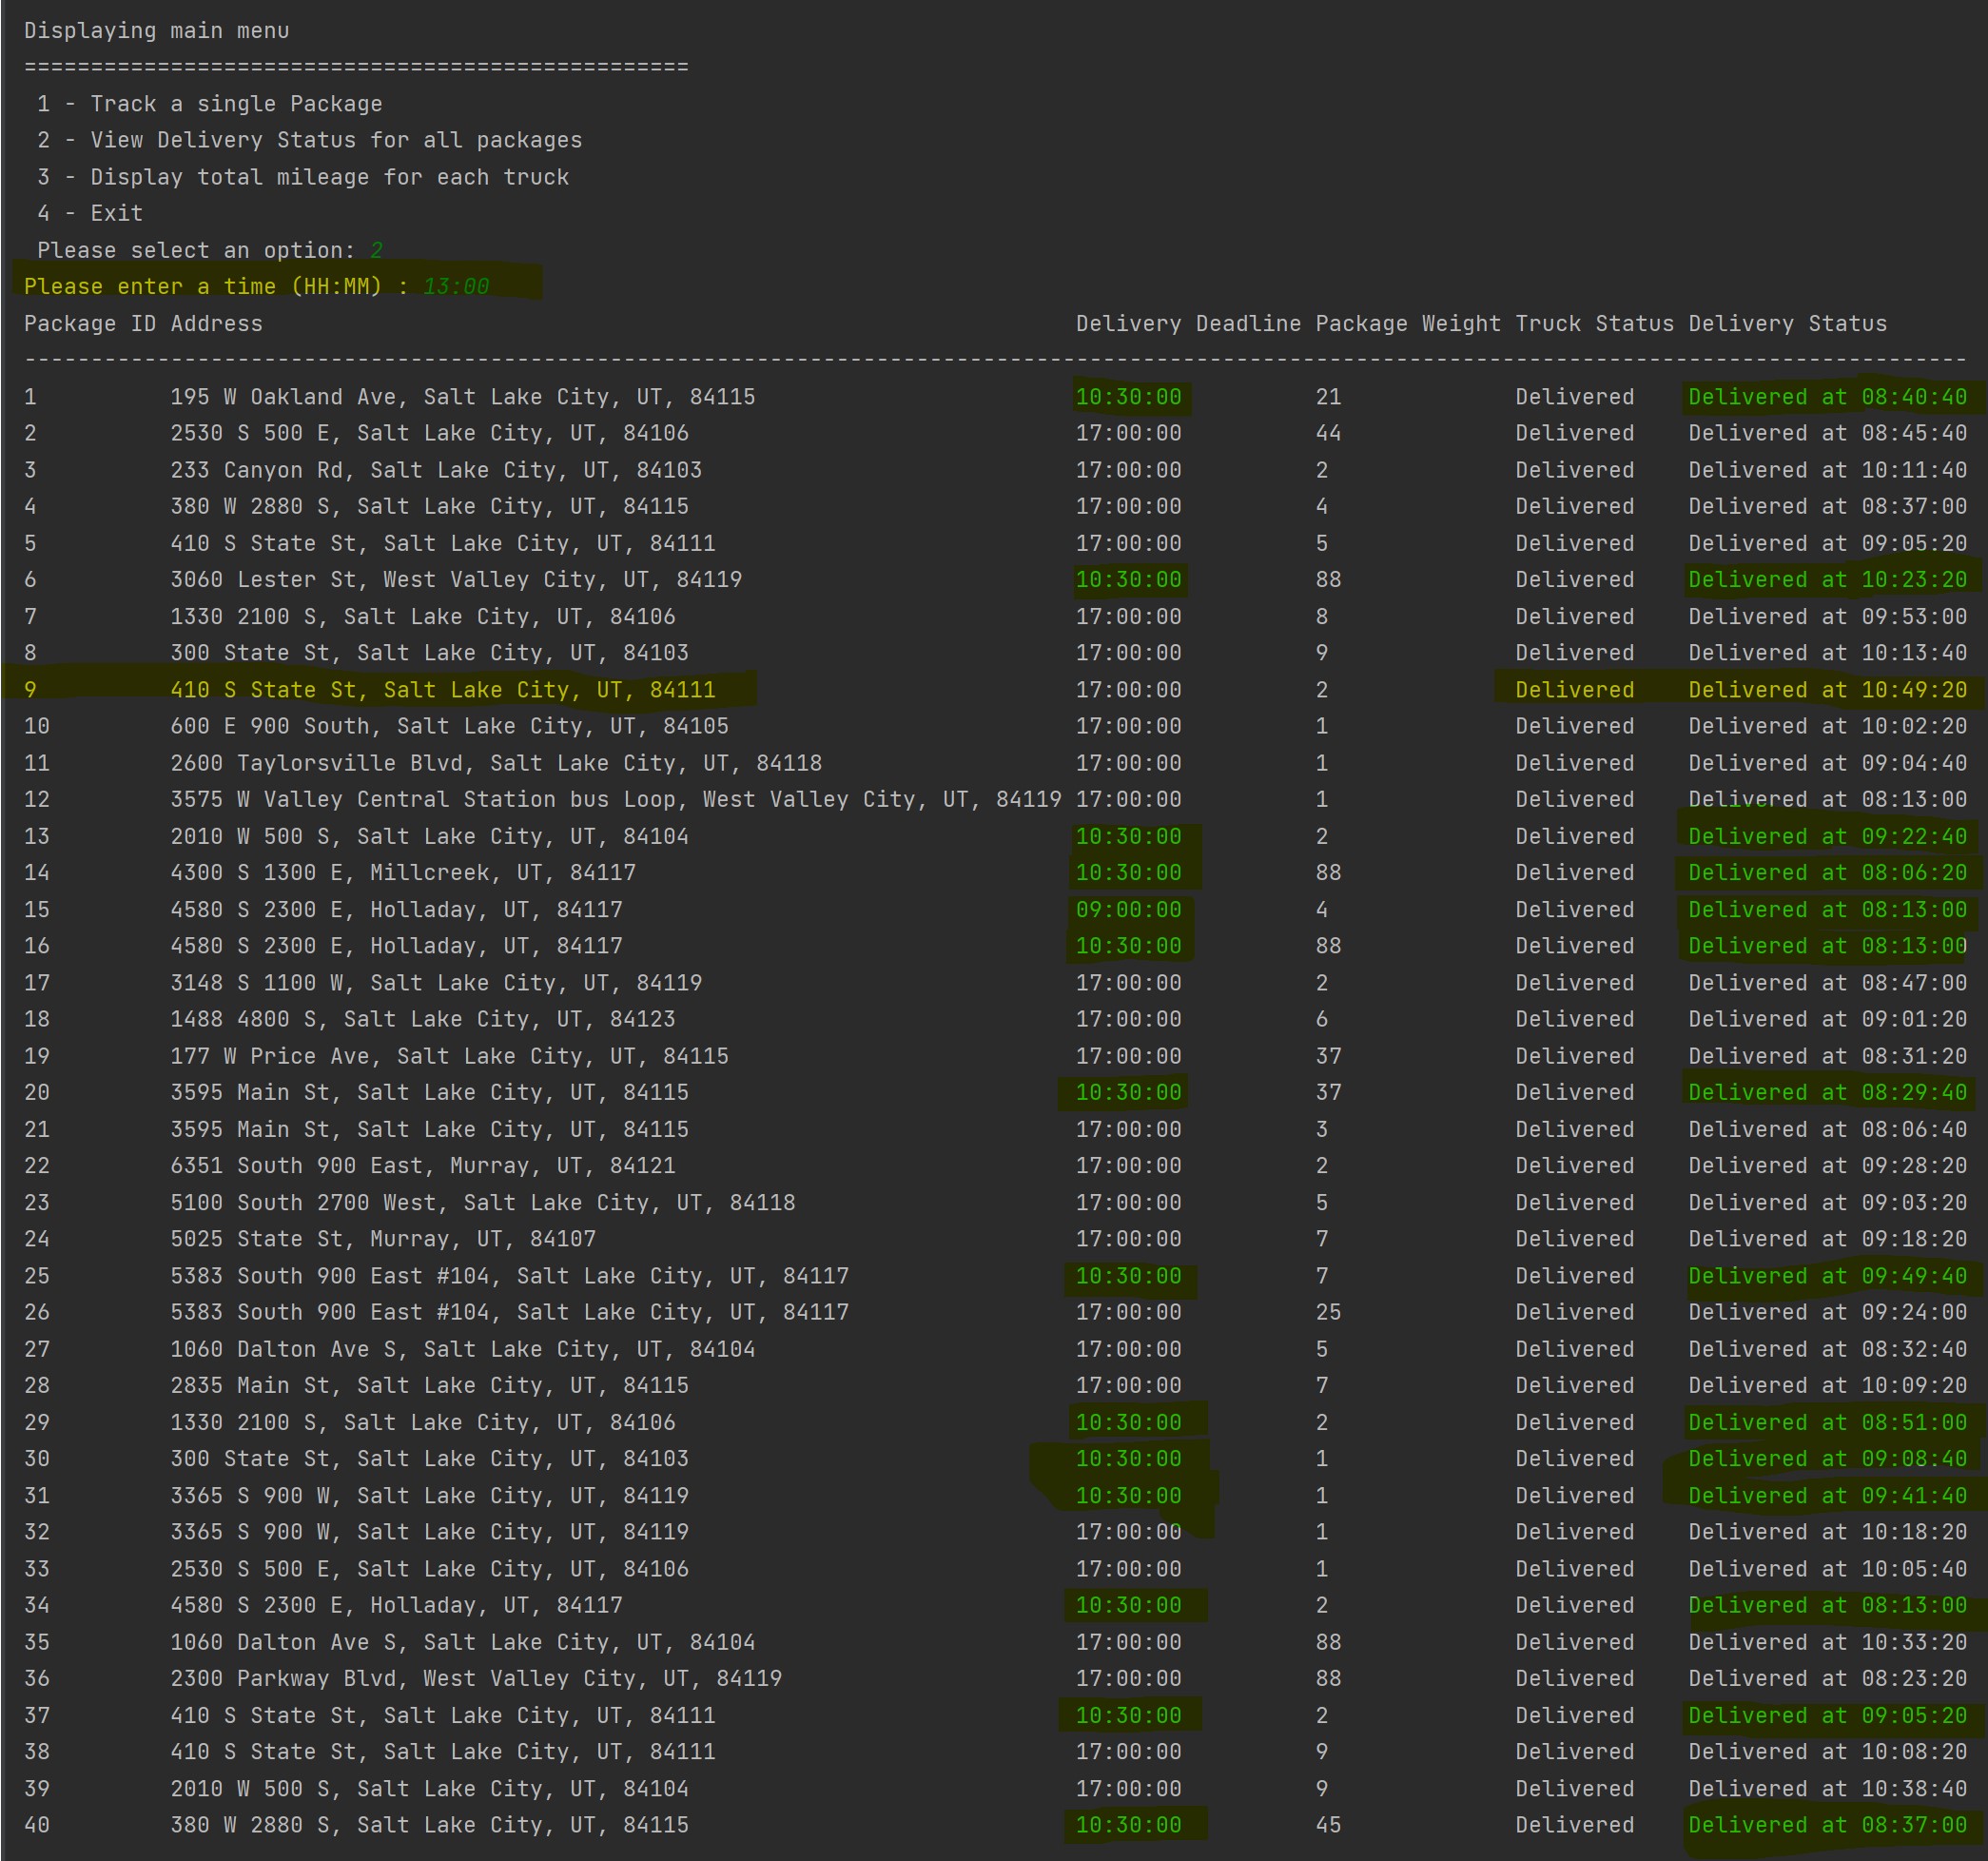 Displaying main menu
==================================================
1 - Track a single Package
2 - View Delivery Status for all packages
3 - Display total mileage for each truck
4 - Exit
Please select an option: 2
Please enter a time (HH:MM) : 13:00
Package ID Address Delivery Deadline Package Weight Truck Status Delivery Status
--------------------------------------------------------------------------------------------------------------------------------------------------
1 195 W Oakland Ave, Salt Lake City, UT, 84115 10:30:00 21 Delivered Delivered at 08:40:40
2 2530 S 500 E, Salt Lake City, UT, 84106 17:00:00 44 Delivered Delivered at 08:45:40
3 233 Canyon Rd, Salt Lake City, UT, 84103 17:00:00 2 Delivered Delivered at 10:11:40
4 380 W 2880 S, Salt Lake City, UT, 84115 17:00:00 4 Delivered Delivered at 08:37:00
5 410 S State St, Salt Lake City, UT, 84111 17:00:00 5 Delivered Delivered at 09:05:20
6 3060 Lester St, West Valley City, UT, 84119 10:30:00 88 Delivered Delivered at 10:23:20
7 1330 2100 S, Salt Lake City, UT, 84106 17:00:00 8 Delivered Delivered at 09:53:00
8 300 State St, Salt Lake City, UT, 84103 17:00:00 9 Delivered Delivered at 10:13:40
9 410 S State St, Salt Lake City, UT, 84111 17:00:00 2 Delivered Delivered at 10:49:20
10 600 E 900 South, Salt Lake City, UT, 84105 17:00:00 1 Delivered Delivered at 10:02:20
11 2600 Taylorsville Blvd, Salt Lake City, UT, 84118 17:00:00 1 Delivered Delivered at 09:04:40
12 3575 W Valley Central Station bus Loop, West Valley City, UT, 84119 17:00:00 1 Delivered Delivered at 08:13:00
13 2010 W 500 S, Salt Lake City, UT, 84104 10:30:00 2 Delivered Delivered at 09:22:40
14 4300 S 1300 E, Millcreek, UT, 84117 10:30:00 88 Delivered Delivered at 08:06:20
15 4580 S 2300 E, Holladay, UT, 84117 09:00:00 4 Delivered Delivered at 08:13:00
16 4580 S 2300 E, Holladay, UT, 84117 10:30:00 88 Delivered Delivered at 08:13:00
17 3148 S 1100 W, Salt Lake City, UT, 84119 17:00:00 2 Delivered Delivered at 08:47:00
18 1488 4800 S, Salt Lake City, UT, 84123 17:00:00 6 Delivered Delivered at 09:01:20
19 177 W Price Ave, Salt Lake City, UT, 84115 17:00:00 37 Delivered Delivered at 08:31:20
20 3595 Main St, Salt Lake City, UT, 84115 10:30:00 37 Delivered Delivered at 08:29:40
21 3595 Main St, Salt Lake City, UT, 84115 17:00:00 3 Delivered Delivered at 08:06:40
22 6351 South 900 East, Murray, UT, 84121 17:00:00 2 Delivered Delivered at 09:28:20
23 5100 South 2700 West, Salt Lake City, UT, 84118 17:00:00 5 Delivered Delivered at 09:03:20
24 5025 State St, Murray, UT, 84107 17:00:00 7 Delivered Delivered at 09:18:20
25 5383 South 900 East #104, Salt Lake City, UT, 84117 10:30:00 7 Delivered Delivered at 09:49:40
26 5383 South 900 East #104, Salt Lake City, UT, 84117 17:00:00 25 Delivered Delivered at 09:24:00
27 1060 Dalton Ave S, Salt Lake City, UT, 84104 17:00:00 5 Delivered Delivered at 08:32:40
28 2835 Main St, Salt Lake City, UT, 84115 17:00:00 7 Delivered Delivered at 10:09:20
29 1330 2100 S, Salt Lake City, UT, 84106 10:30:00 2 Delivered Delivered at 08:51:00
30 300 State St, Salt Lake City, UT, 84103 10:30:00 1 Delivered Delivered at 09:08:40
31 3365 S 900 W, Salt Lake City, UT, 84119 10:30:00 1 Delivered Delivered at 09:41:40
32 3365 S 900 W, Salt Lake City, UT, 84119 17:00:00 1 Delivered Delivered at 10:18:20
33 2530 S 500 E, Salt Lake City, UT, 84106 17:00:00 1 Delivered Delivered at 10:05:40
34 4580 S 2300 E, Holladay, UT, 84117 10:30:00 2 Delivered Delivered at 08:13:00
35 1060 Dalton Ave S, Salt Lake City, UT, 84104 17:00:00 88 Delivered Delivered at 10:33:20
36 2300 Parkway Blvd, West Valley City, UT, 84119 17:00:00 88 Delivered Delivered at 08:23:20
37 410 S State St, Salt Lake City, UT, 84111 10:30:00 2 Delivered Delivered at 09:05:20
38 410 S State St, Salt Lake City, UT, 84111 17:00:00 9 Delivered Delivered at 10:08:20
39 2010 W 500 S, Salt Lake City, UT, 84104 17:00:00 9 Delivered Delivered at 10:38:40
40 380 W 2880 S, Salt Lake City, UT, 84115 10:30:00 45 Delivered Delivered at 08:37:00